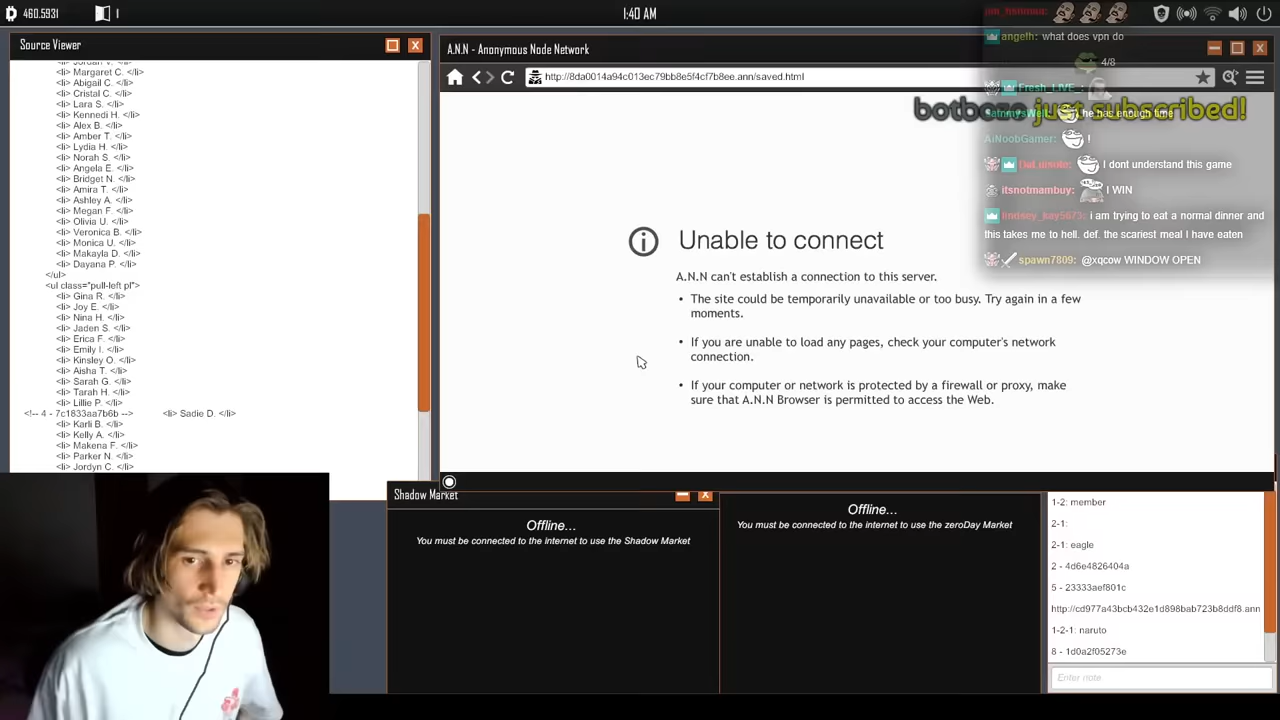 460.5931
1
1:40 AM
Source Viewer
<li> Margaret C. </li>
<li> Abigail C. </li>
<li> Cristal C. </li>
<li> Lara S. </li>
<li> Kennedi H. </li>
<li> Alex B. </li>
<li> Amber T. </li>
<li> Lydia H. </li>
<li> Norah S. </li>
<li> Angela E. </li>
<li> Bridget N. </li>
<li> Amira T. </li>
<li> Ashley A. </li>
<li> Megan F. </li>
<li> Olivia U. </li>
<li> Veronica B. </li>
<li> Monica U. </li>
<li> Makayla D. </li>
<li> Dayana P. </li>
</ul>
<ul class="pull-left pl">
<li> Gina R. </li>
<li> Joy E. </li>
<li> Nina H. </li>
<li> Jaden S. </li>
<li> Erica F. </li>
<li> Emily I. </li>
<li> Kinsley O. </li>
<li> Aisha T. </li>
<li> Sarah G. </li>
<li> Tarah H. </li>
<li> Lillie P. </li>
<!-- 4 - 7c1833aa7b6b --> <li> Sadie D. </li>
<li> Karli B. </li>
<li> Kelly A. </li>
<li> Makena F. </li>
<li> Parker N. </li>
<li> Jordyn C. </li>
A.N.N - Anonymous Node Network
http://8da0014a94c013ec79bb8e5f4cf7b8ee.ann/saved.html
Unable to connect
A.N.N can't establish a connection to this server.
• The site could be temporarily unavailable or too busy. Try again in a few
moments.
• If you are unable to load any pages, check your computer's network
connection.
• If your computer or network is protected by a firewall or proxy, make
sure that A.N.N Browser is permitted to access the Web.
angelh: what does vpn do
4/8
Fresh_LIVE_:
botbozo just subscribed!
he has enough time
AiNoobGamer: !
I dont understand this game
itsnotmambuy: I WIN
lindsey_kay5673: i am trying to eat a normal dinner and
this takes me to hell. def. the scariest meal I have eaten
spawn7809: @xqcow WINDOW OPEN
Shadow Market
Offline...
You must be connected to the internet to use the Shadow Market
Offline...
You must be connected to the internet to use the zeroDay Market
1-2: member
2-1:
2-1: eagle
2 - 4d6e4826404a
5 - 23333aef801c
http://cd977a43bcb432e1d898bab723b8ddf8.ann
1-2-1: naruto
8 - 1d0a2f05273e
Enter note